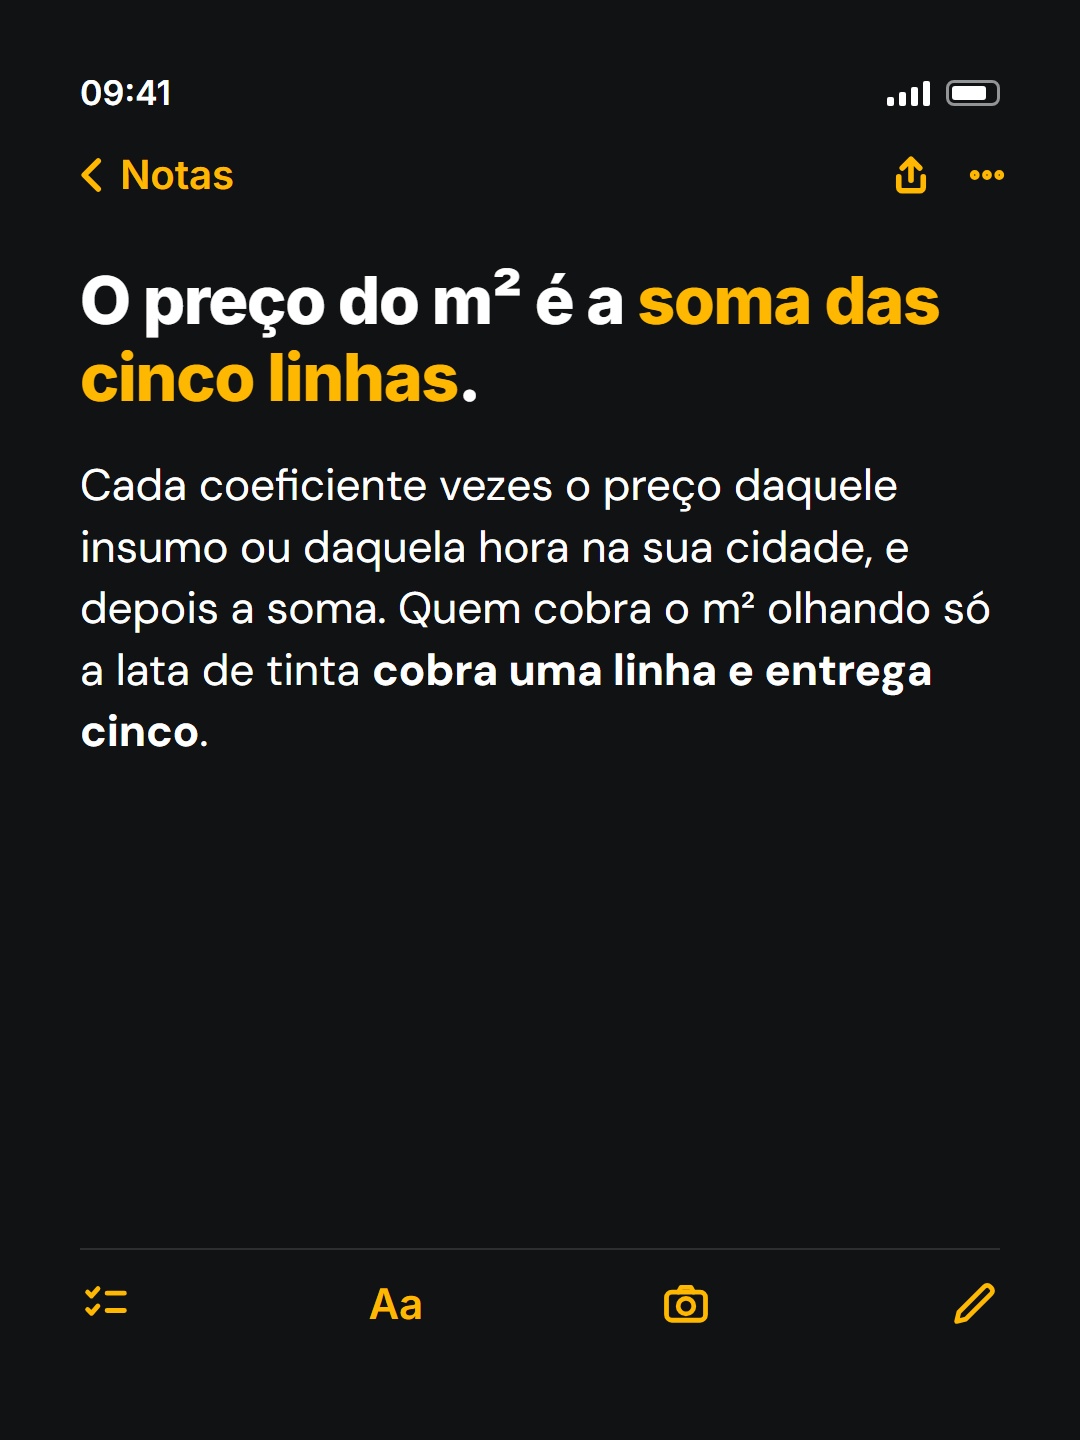 09:41
Notas
O preço do m² é a soma das
cinco linhas.
Cada coeficiente vezes o preço daquele
insumo ou daquela hora na sua cidade, e
depois a soma. Quem cobra o m² olhando só
a lata de tinta cobra uma linha e entrega
cinco.
Aa